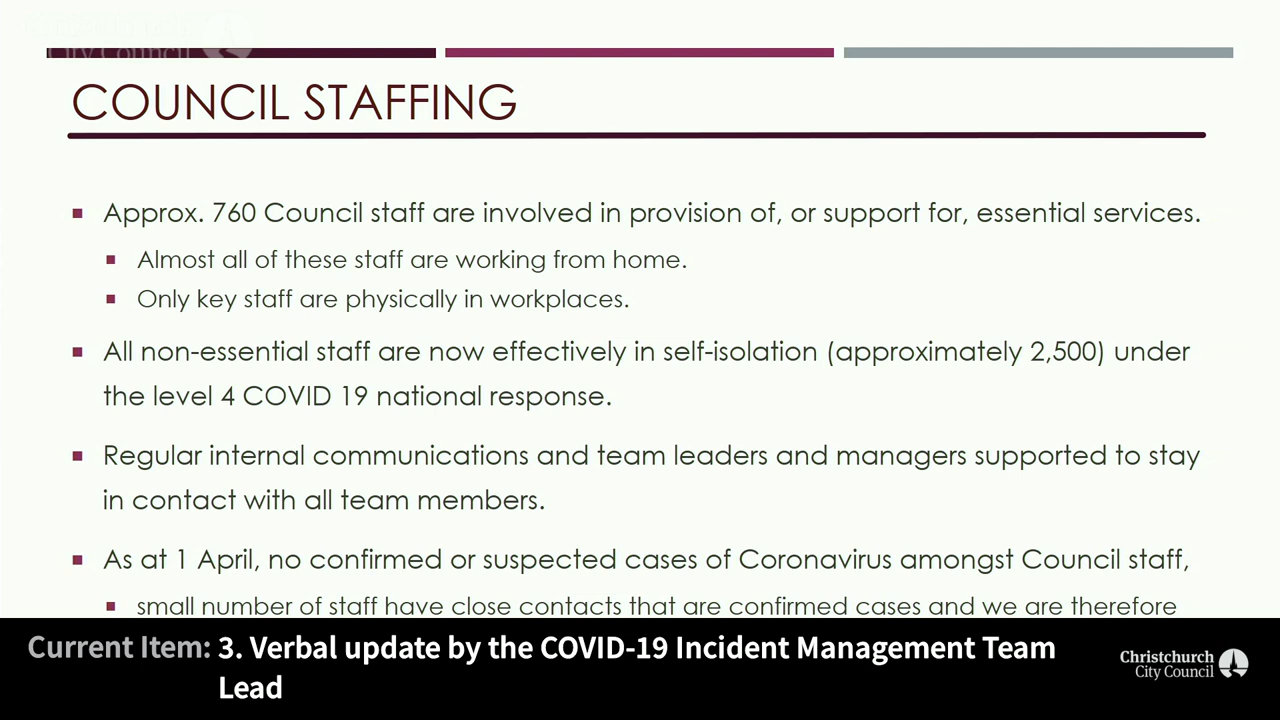 Christchurch
City Council
COUNCIL STAFFING
Approx. 760 Council staff are involved in provision of, or support for, essential services.
Almost all of these staff are working from home.
Only key staff are physically in workplaces.
All non-essential staff are now effectively in self-isolation (approximately 2,500) under
the level 4 COVID 19 national response.
Regular internal communications and team leaders and managers supported to stay
in contact with all team members.
As at 1 April, no confirmed or suspected cases of Coronavirus amongst Council staff,
small number of staff have close contacts that are confirmed cases and we are therefore
Current Item: 3. Verbal update by the COVID-19 Incident Management Team
Lead
Christchurch
City Council